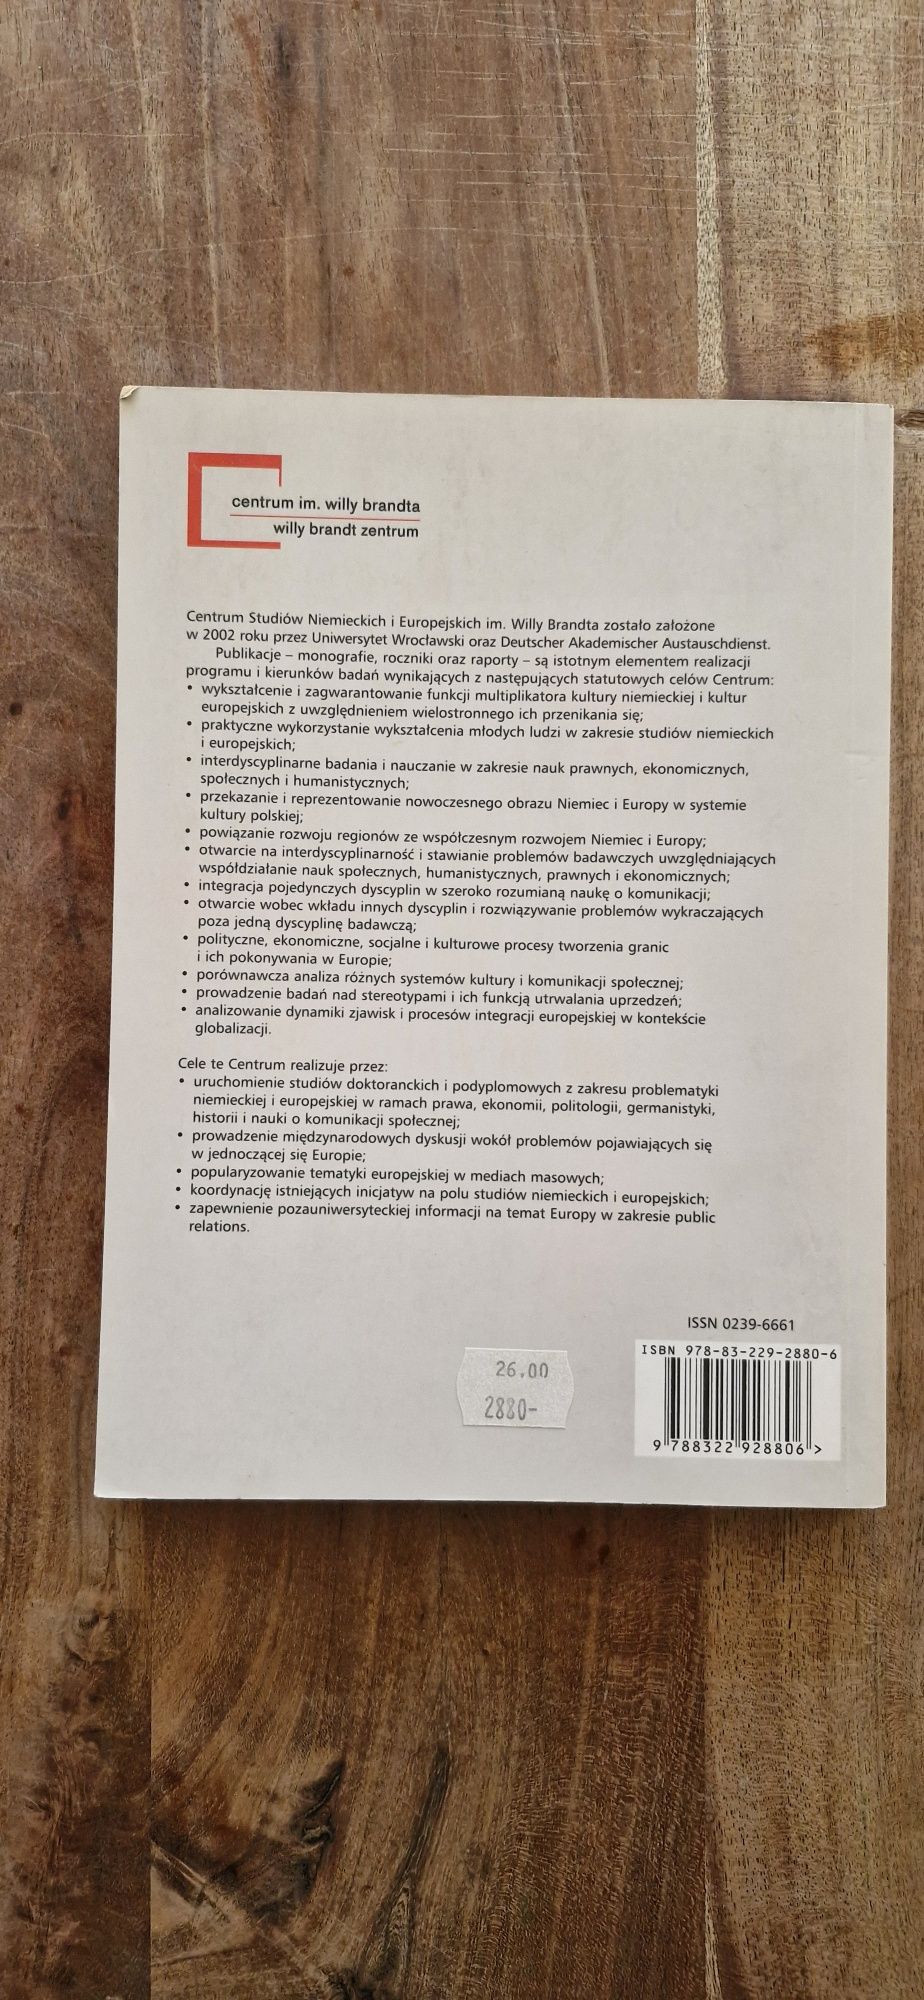 centrum im. willy brandta
willy brandt zentrum
Centrum Studiów Niemieckich i Europejskich im. Willy Brandta zostało założone
w 2002 roku przez Uniwersytet Wrocławski oraz Deutscher Akademischer Austauschdienst.
Publikacje – monografie, roczniki oraz raporty – są istotnym elementem realizacji
programu i kierunków badań wynikających z następujących statutowych celów Centrum:
• wykształcenie i zagwarantowanie funkcji multiplikatora kultury niemieckiej i kultur
europejskich z uwzględnieniem wielostronnego ich przenikania się;
• praktyczne wykorzystanie wykształcenia młodych ludzi w zakresie studiów niemieckich
i europejskich;
• interdyscyplinarne badania i nauczanie w zakresie nauk prawnych, ekonomicznych,
społecznych i humanistycznych;
• przekazanie i reprezentowanie nowoczesnego obrazu Niemiec i Europy w systemie
kultury polskiej;
• powiązanie rozwoju regionów ze współczesnym rozwojem Niemiec i Europy;
• otwarcie na interdyscyplinarność i stawianie problemów badawczych uwzględniających
współdziałanie nauk społecznych, humanistycznych, prawnych i ekonomicznych;
• integracja pojedynczych dyscyplin w szeroko rozumianą naukę o komunikacji;
• otwarcie wobec wkładu innych dyscyplin i rozwiązywanie problemów wykraczających
poza jedną dyscyplinę badawczą;
• polityczne, ekonomiczne, socjalne i kulturowe procesy tworzenia granic
i ich pokonywania w Europie;
• porównawcza analiza różnych systemów kultury i komunikacji społecznej;
• prowadzenie badań nad stereotypami i ich funkcją utrwalania uprzedzeń;
• analizowanie dynamiki zjawisk i procesów integracji europejskiej w kontekście
globalizacji.
Cele te Centrum realizuje przez:
• uruchomienie studiów doktoranckich i podyplomowych z zakresu problematyki
niemieckiej i europejskiej w ramach prawa, ekonomii, politologii, germanistyki,
historii i nauki o komunikacji społecznej;
• prowadzenie międzynarodowych dyskusji wokół problemów pojawiających się
w jednoczącej się Europie;
• popularyzowanie tematyki europejskiej w mediach masowych;
• koordynację istniejących inicjatyw na polu studiów niemieckich i europejskich;
• zapewnienie pozauniwersyteckiej informacji na temat Europy w zakresie public
relations.
ISSN 0239-6661
ISBN 978-83-229-2880-6
26.00
2880-
9 788322 928806 >